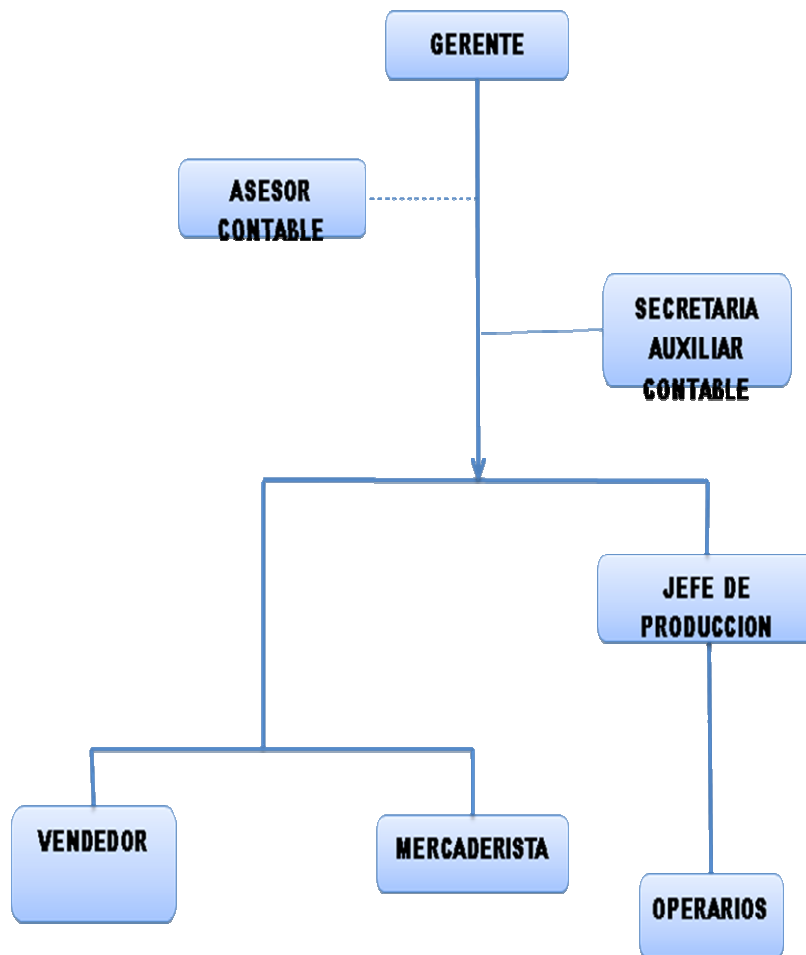 GERENTE
ASESOR
CONTABLE
SECRETARIA
AUXILIAR
CONTABLE
JEFE DE
PRODUCCION
VENDEDOR
MERCADERISTA
OPERARIOS